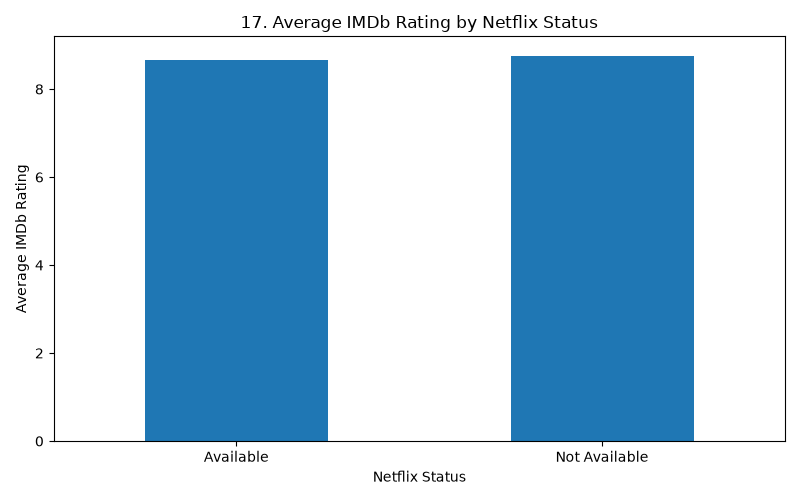 17. Average IMDb Rating by Netflix Status
Average IMDb Rating
8
6
4
2
0
Available
Not Available
Netflix Status